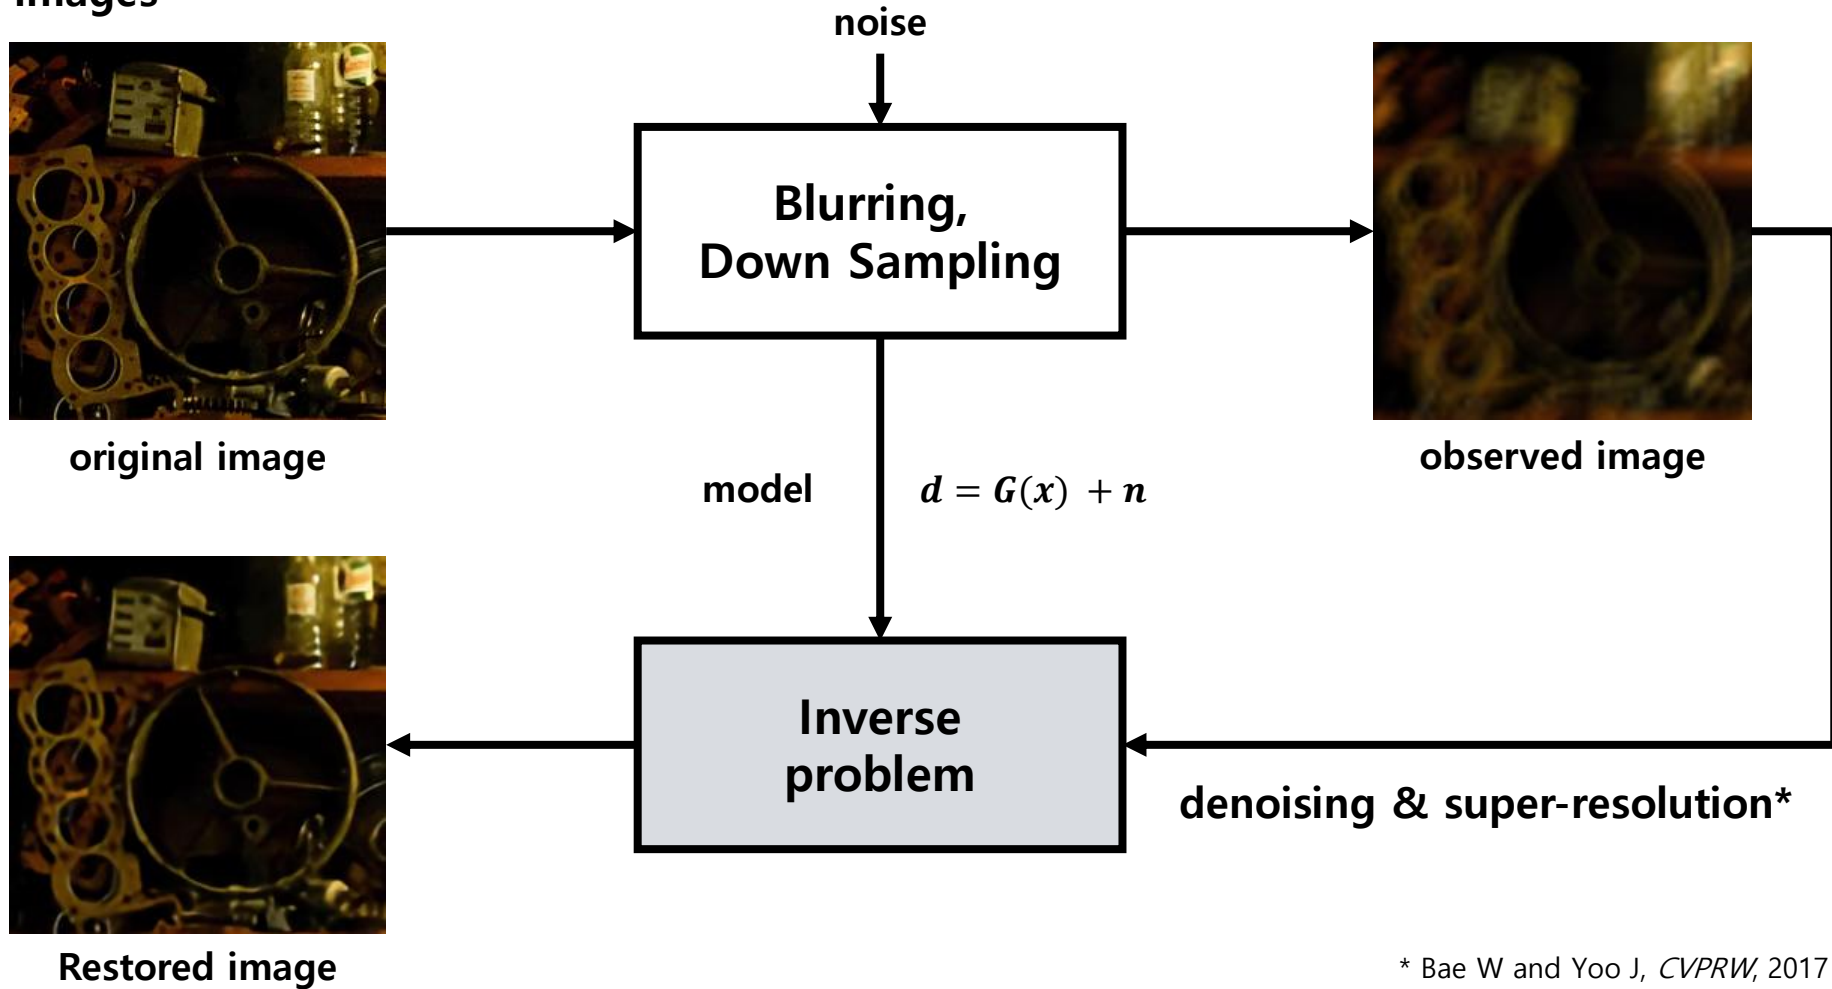 images
noise
Blurring,
Down Sampling
original image
observed image
model
d = G(x) + n
Inverse
problem
denoising & super-resolution*
Restored image
* Bae W and Yoo J, CVPRW, 2017